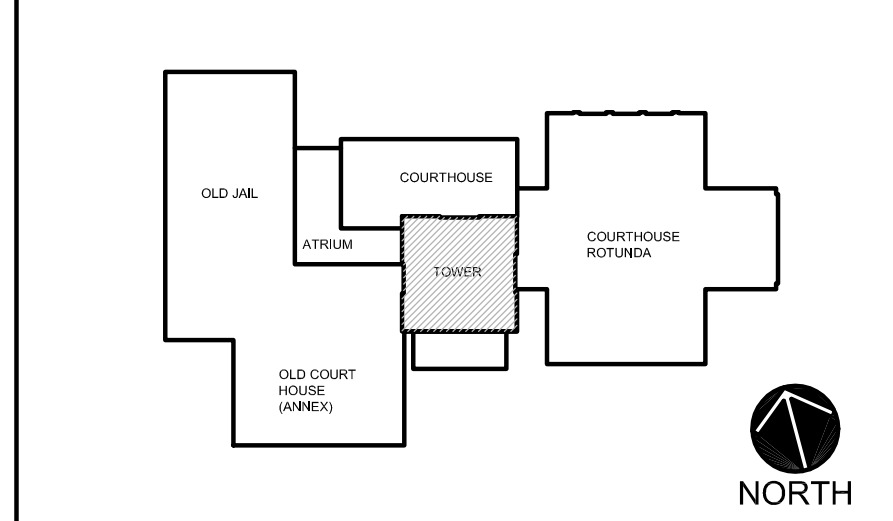 COURTHOUSE
OLD JAIL
COURTHOUSE
ROTUNDA
ATRIUM
TOWER
OLD COURT
HOUSE
(ANNEX)
NORTH